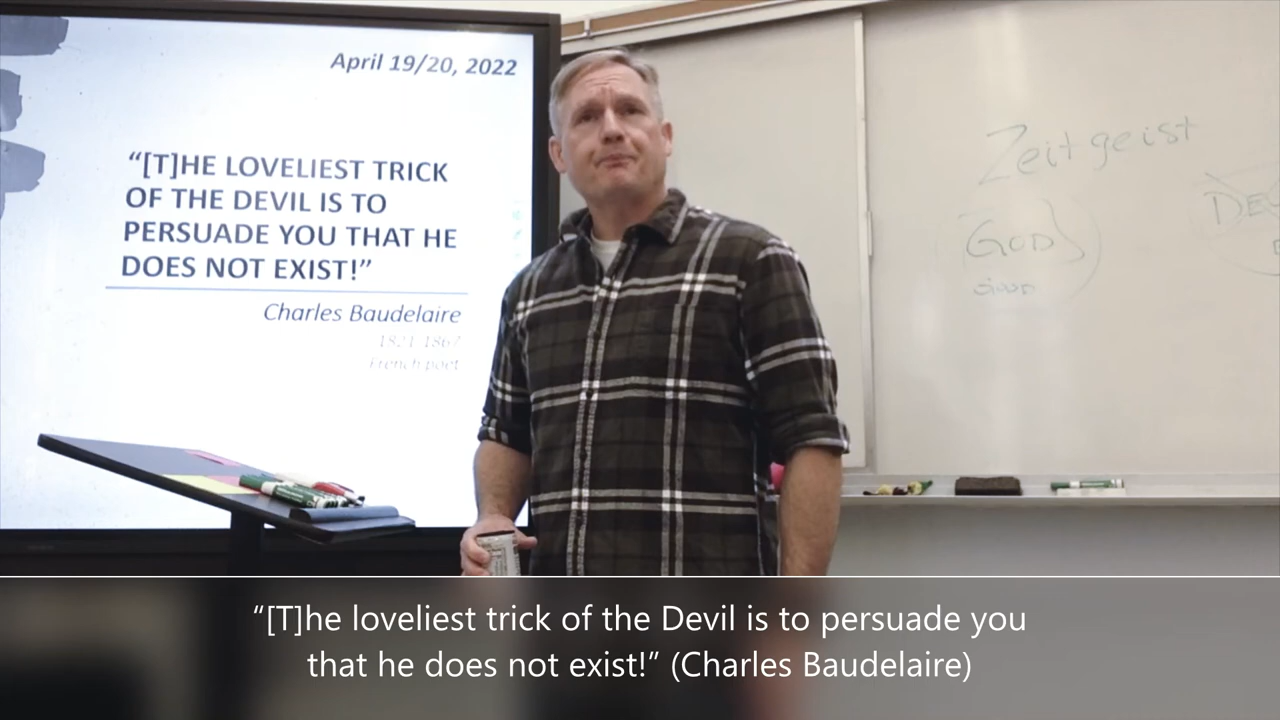 April 19/20, 2022
“[T]HE LOVELIEST TRICK
OF THE DEVIL IS TO
PERSUADE YOU THAT HE
DOES NOT EXIST!”
Charles Baudelaire
1821-1867
French poet
Zeitgeist
GOD
“[T]he loveliest trick of the Devil is to persuade you
that he does not exist!” (Charles Baudelaire)